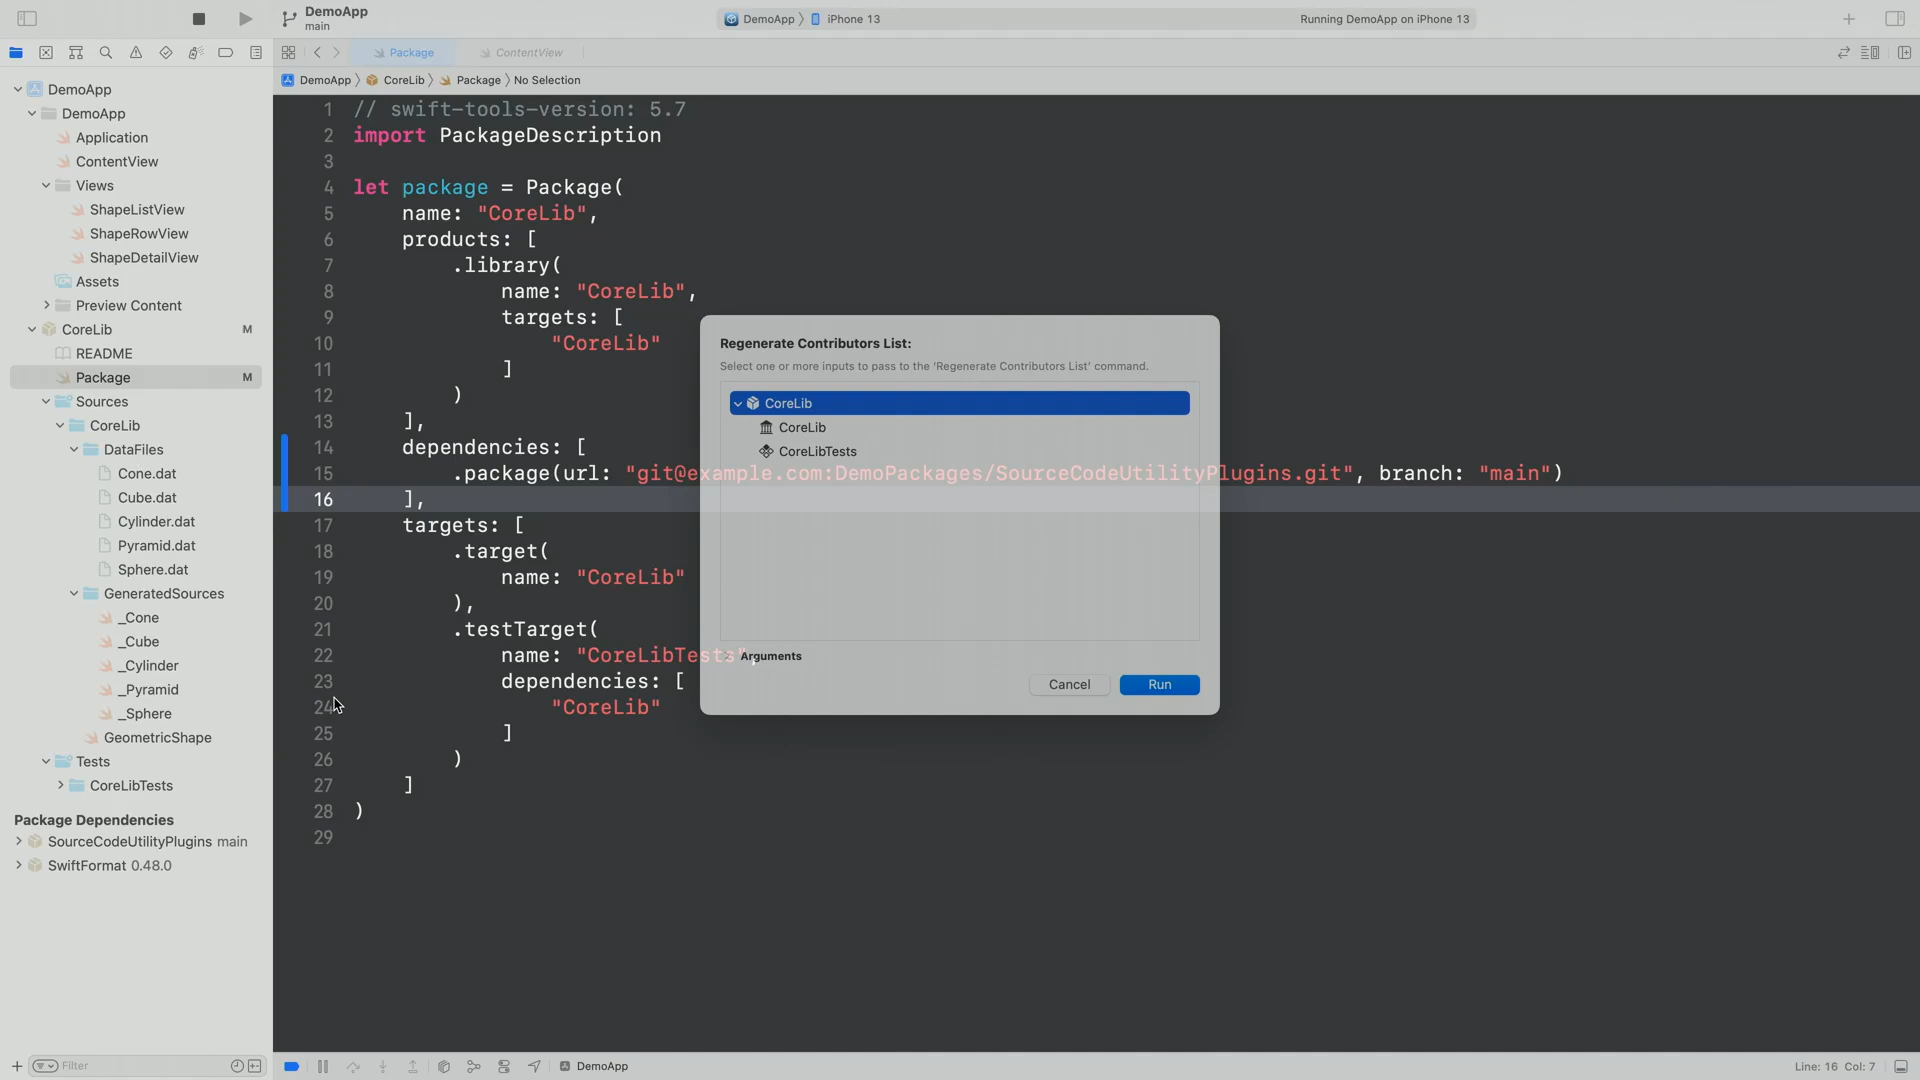 DemoApp
main
DemoApp
iPhone 13
Running DemoApp on iPhone 13
Package
ContentView
DemoApp
CoreLib
Package
No Selection
DemoApp
DemoApp
Application
ContentView
Views
ShapeListView
ShapeRowView
ShapeDetailView
Assets
Preview Content
CoreLib M
README
Package M
Sources
CoreLib
DataFiles
Cone.dat
Cube.dat
Cylinder.dat
Pyramid.dat
Sphere.dat
GeneratedSources
_Cone
_Cube
_Cylinder
_Pyramid
_Sphere
GeometricShape
Tests
CoreLibTests
Package Dependencies
SourceCodeUtilityPlugins main
SwiftFormat 0.48.0
Filter
1 // swift-tools-version: 5.7
2 import PackageDescription
3
4 let package = Package(
5 name: "CoreLib",
6 products: [
7 .library(
8 name: "CoreLib",
9 targets: [
10 "CoreLib"
11 ]
12 )
13 ],
14 dependencies: [
15 .package(url: "git@example.com:DemoPackages/SourceCodeUtilityPlugins.git", branch: "main")
16 ],
17 targets: [
18 .target(
19 name: "CoreLib"
20 ),
21 .testTarget(
22 name: "CoreLibTests",
23 dependencies: [
24 "CoreLib"
25 ]
26 )
27 ]
28 )
29
Regenerate Contributors List:
Select one or more inputs to pass to the 'Regenerate Contributors List' command.
CoreLib
CoreLib
CoreLibTests
Arguments
Cancel
Run
DemoApp
Line: 16 Col: 7